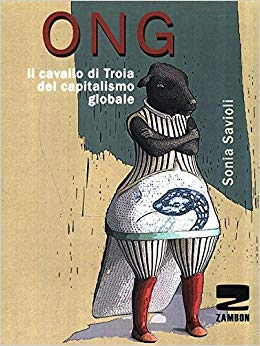 ONG
Il cavallo di Troia
del capitalismo
globale
Sonia Savioli
Z
ZAMBON